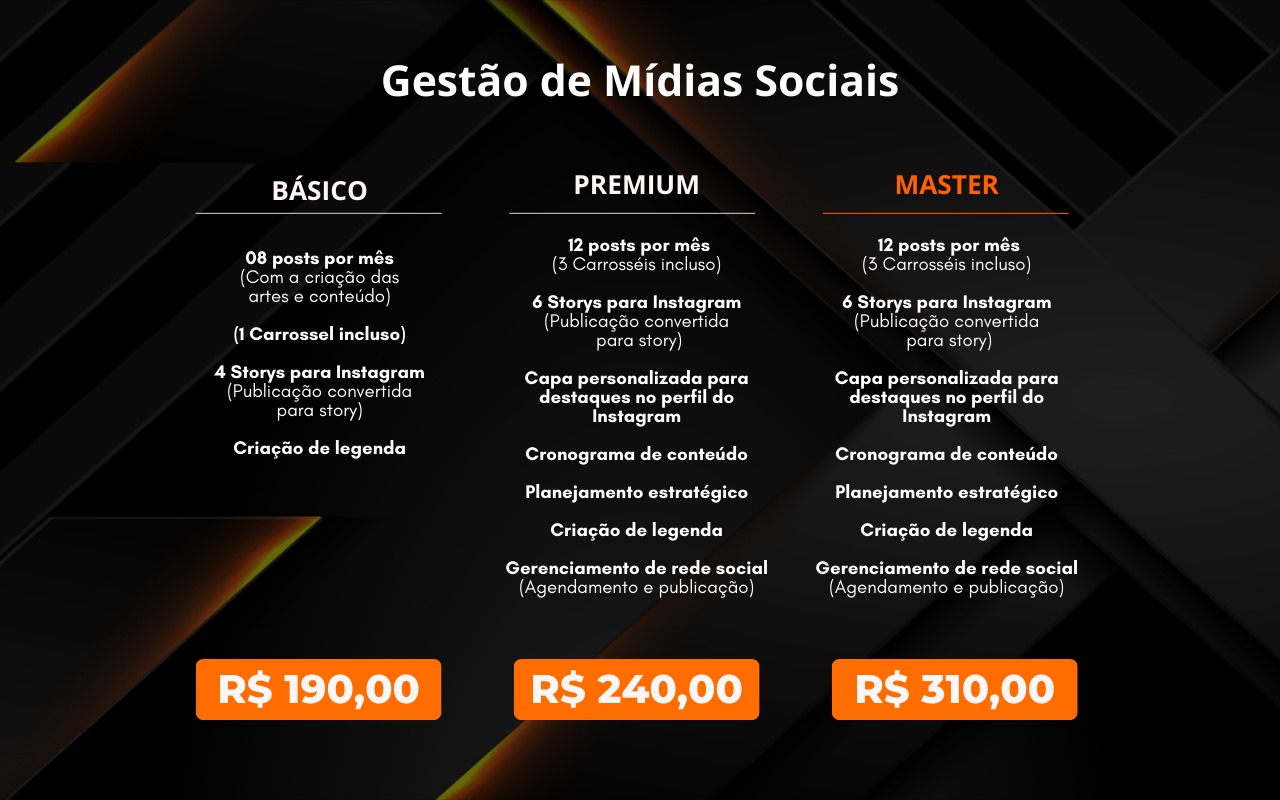 Gestão de Mídias Sociais
BÁSICO
08 posts por mês
(Com a criação das
artes e conteúdo)
(1 Carrossel incluso)
4 Storys para Instagram
(Publicação convertida
para story)
Criação de legenda
R$ 190,00
PREMIUM
12 posts por mês
(3 Carrosséis incluso)
6 Storys para Instagram
(Publicação convertida
para story)
Capa personalizada para
destaques no perfil do
Instagram
Cronograma de conteúdo
Planejamento estratégico
Criação de legenda
Gerenciamento de rede social
(Agendamento e publicação)
R$ 240,00
MASTER
12 posts por mês
(3 Carrosséis incluso)
6 Storys para Instagram
(Publicação convertida
para story)
Capa personalizada para
destaques no perfil do
Instagram
Cronograma de conteúdo
Planejamento estratégico
Criação de legenda
Gerenciamento de rede social
(Agendamento e publicação)
R$ 310,00